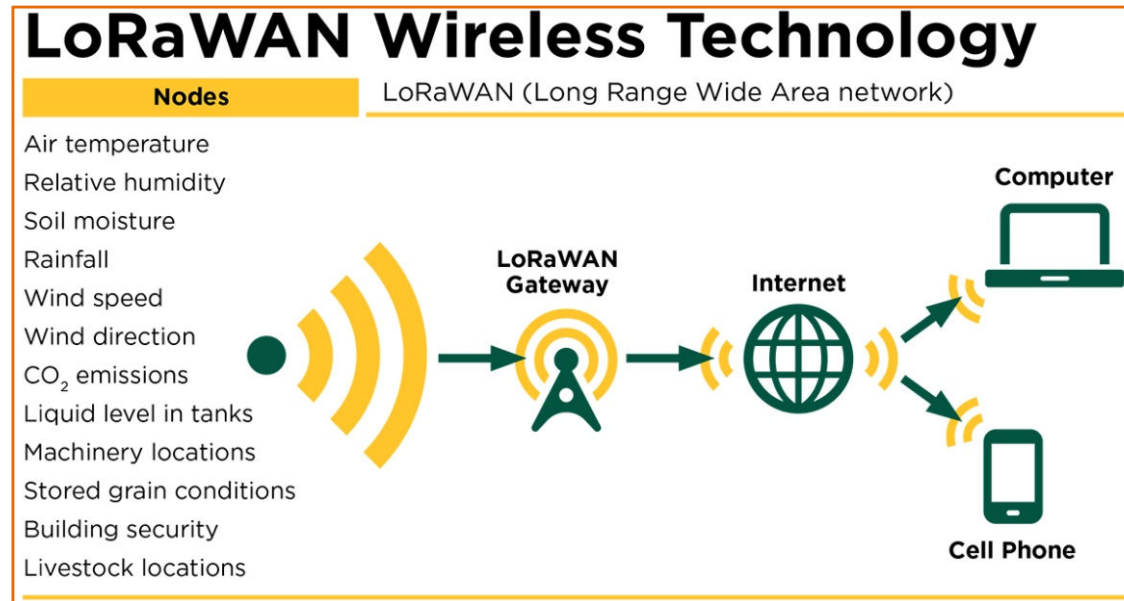 LoRaWAN Wireless Technology
Nodes
LoRaWAN (Long Range Wide Area network)
Air temperature
Relative humidity
Soil moisture
Rainfall
Wind speed
Wind direction
CO₂ emissions
Liquid level in tanks
Machinery locations
Stored grain conditions
Building security
Livestock locations
LoRaWAN
Gateway
Internet
Computer
Cell Phone